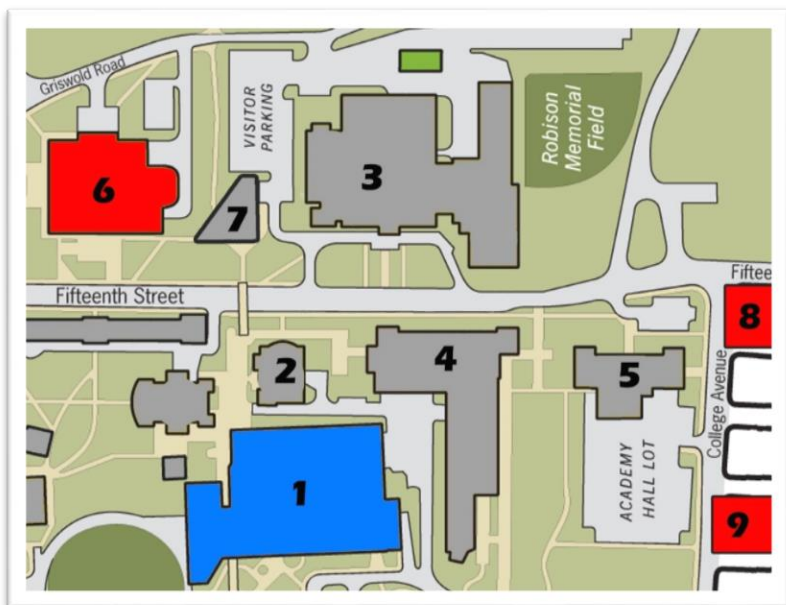 Griswold Road
VISITOR
PARKING
Robison
Memorial
Field
3
6
7
Fifteenth Street
Fiftee
8
2
4
5
College Avenue
1
ACADEMY
HALL LOT
9